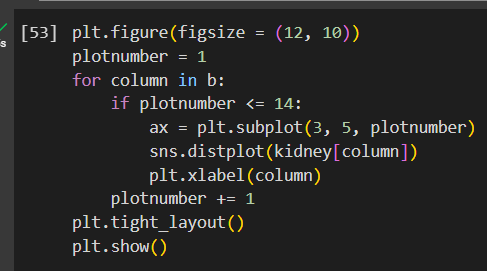 [53] plt.figure(figsize = (12, 10))
plotnumber = 1
for column in b:
    if plotnumber <= 14:
        ax = plt.subplot(3, 5, plotnumber)
        sns.distplot(kidney[column])
        plt.xlabel(column)
    plotnumber += 1
plt.tight_layout()
plt.show()